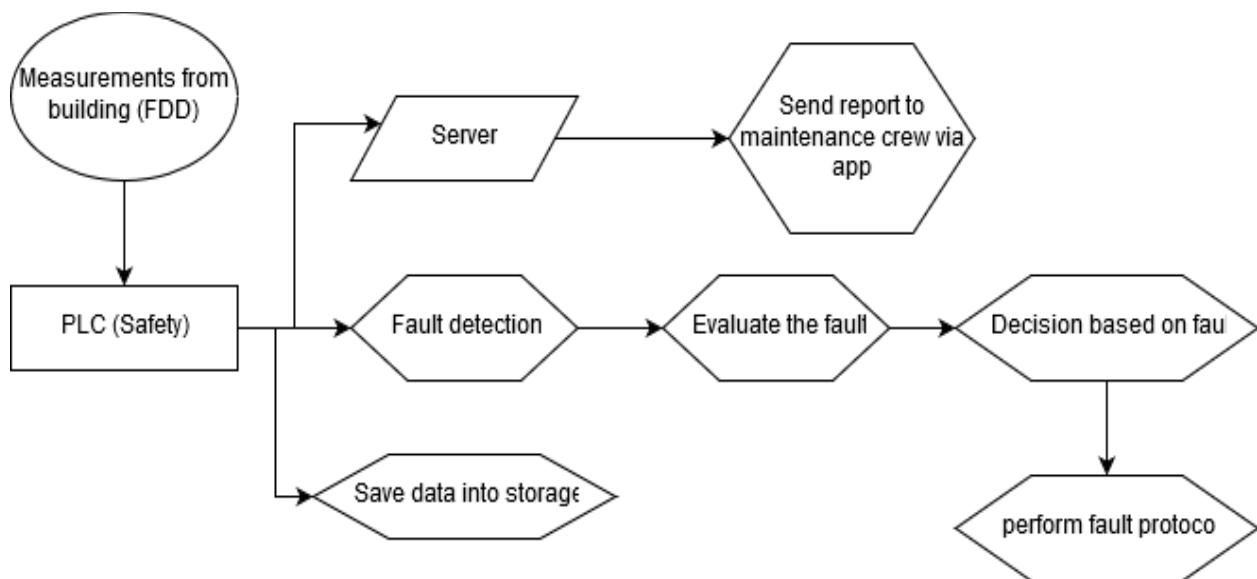 Measurements from
building (FDD)
Server
Send report to
maintenance crew via
app
PLC (Safety)
Fault detection
Evaluate the fault
Decision based on faul
Save data into storage
perform fault protoco